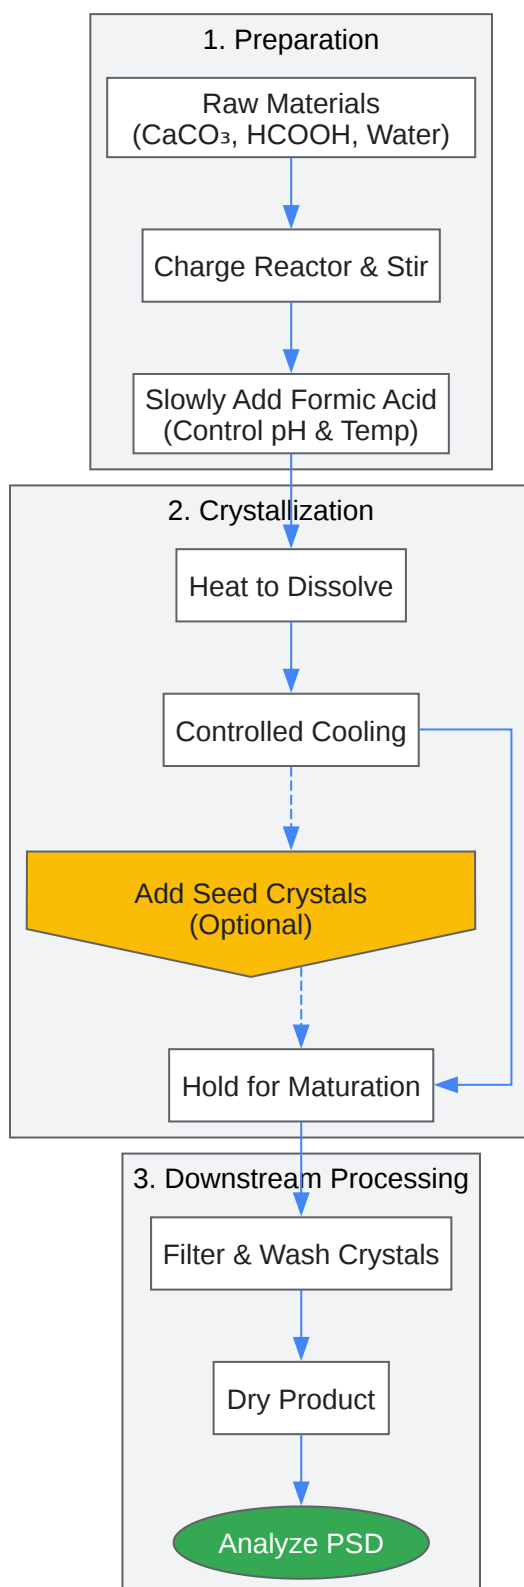 1. Preparation
Raw Materials
(CaCO₃, HCOOH, Water)
Charge Reactor & Stir
Slowly Add Formic Acid
(Control pH & Temp)
2. Crystallization
Heat to Dissolve
Controlled Cooling
Add Seed Crystals
(Optional)
Hold for Maturation
3. Downstream Processing
Filter & Wash Crystals
Dry Product
Analyze PSD